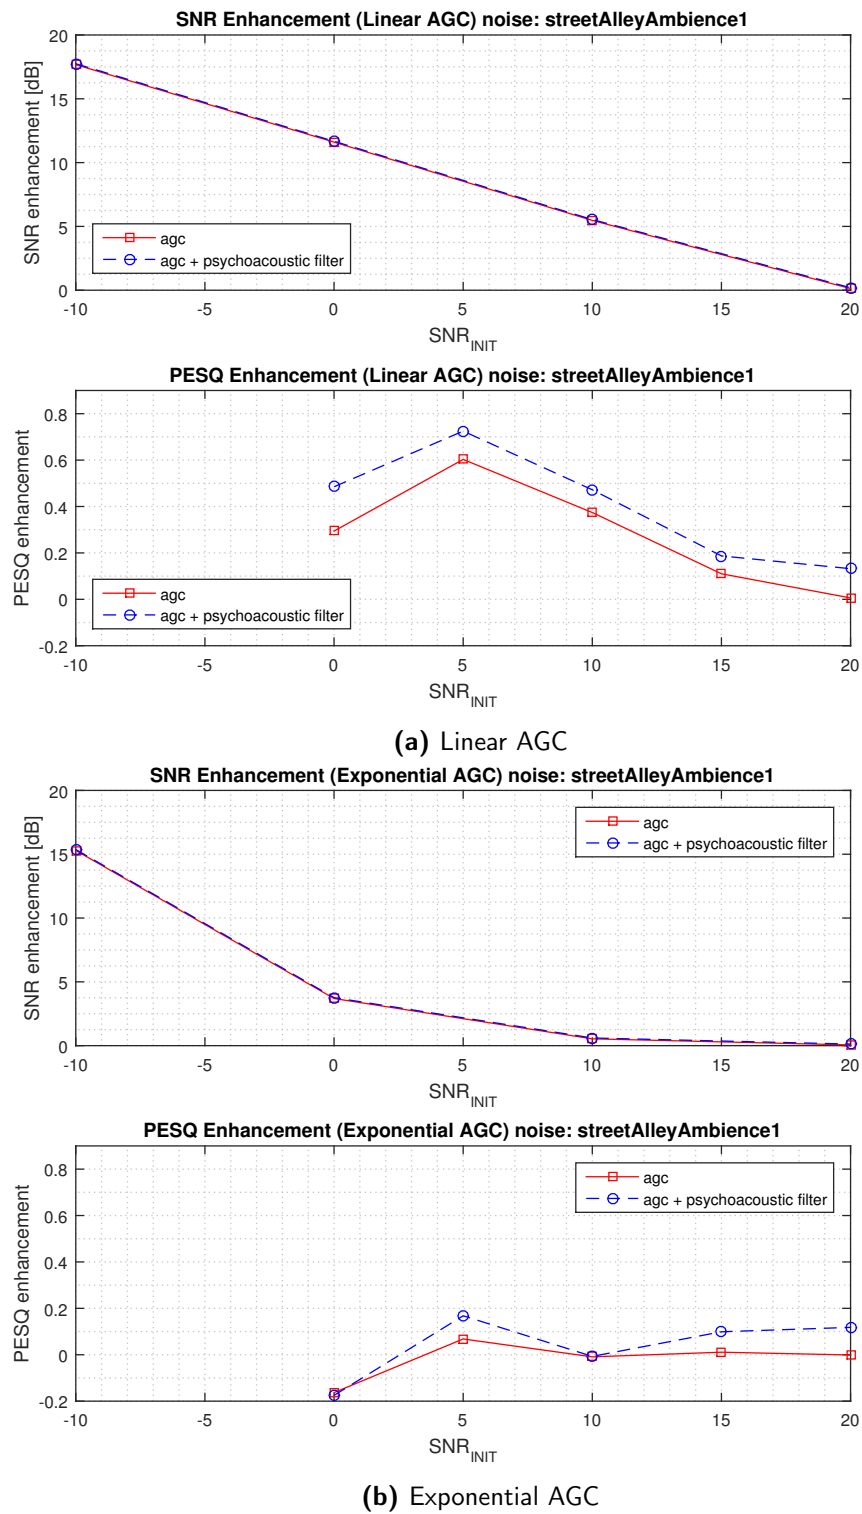 SNR Enhancement (Linear AGC) noise: streetAlleyAmbience1
20
15
10
5
0
SNR enhancement [dB]
agc
agc + psychoacoustic filter
-10 -5 0 5 10 15 20
SNR_INIT
PESQ Enhancement (Linear AGC) noise: streetAlleyAmbience1
0.8
0.6
0.4
0.2
0
-0.2
PESQ enhancement
agc
agc + psychoacoustic filter
-10 -5 0 5 10 15 20
SNR_INIT
(a) Linear AGC
SNR Enhancement (Exponential AGC) noise: streetAlleyAmbience1
20
15
10
5
0
SNR enhancement [dB]
agc
agc + psychoacoustic filter
-10 -5 0 5 10 15 20
SNR_INIT
PESQ Enhancement (Exponential AGC) noise: streetAlleyAmbience1
0.8
0.6
0.4
0.2
0
-0.2
PESQ enhancement
agc
agc + psychoacoustic filter
-10 -5 0 5 10 15 20
SNR_INIT
(b) Exponential AGC